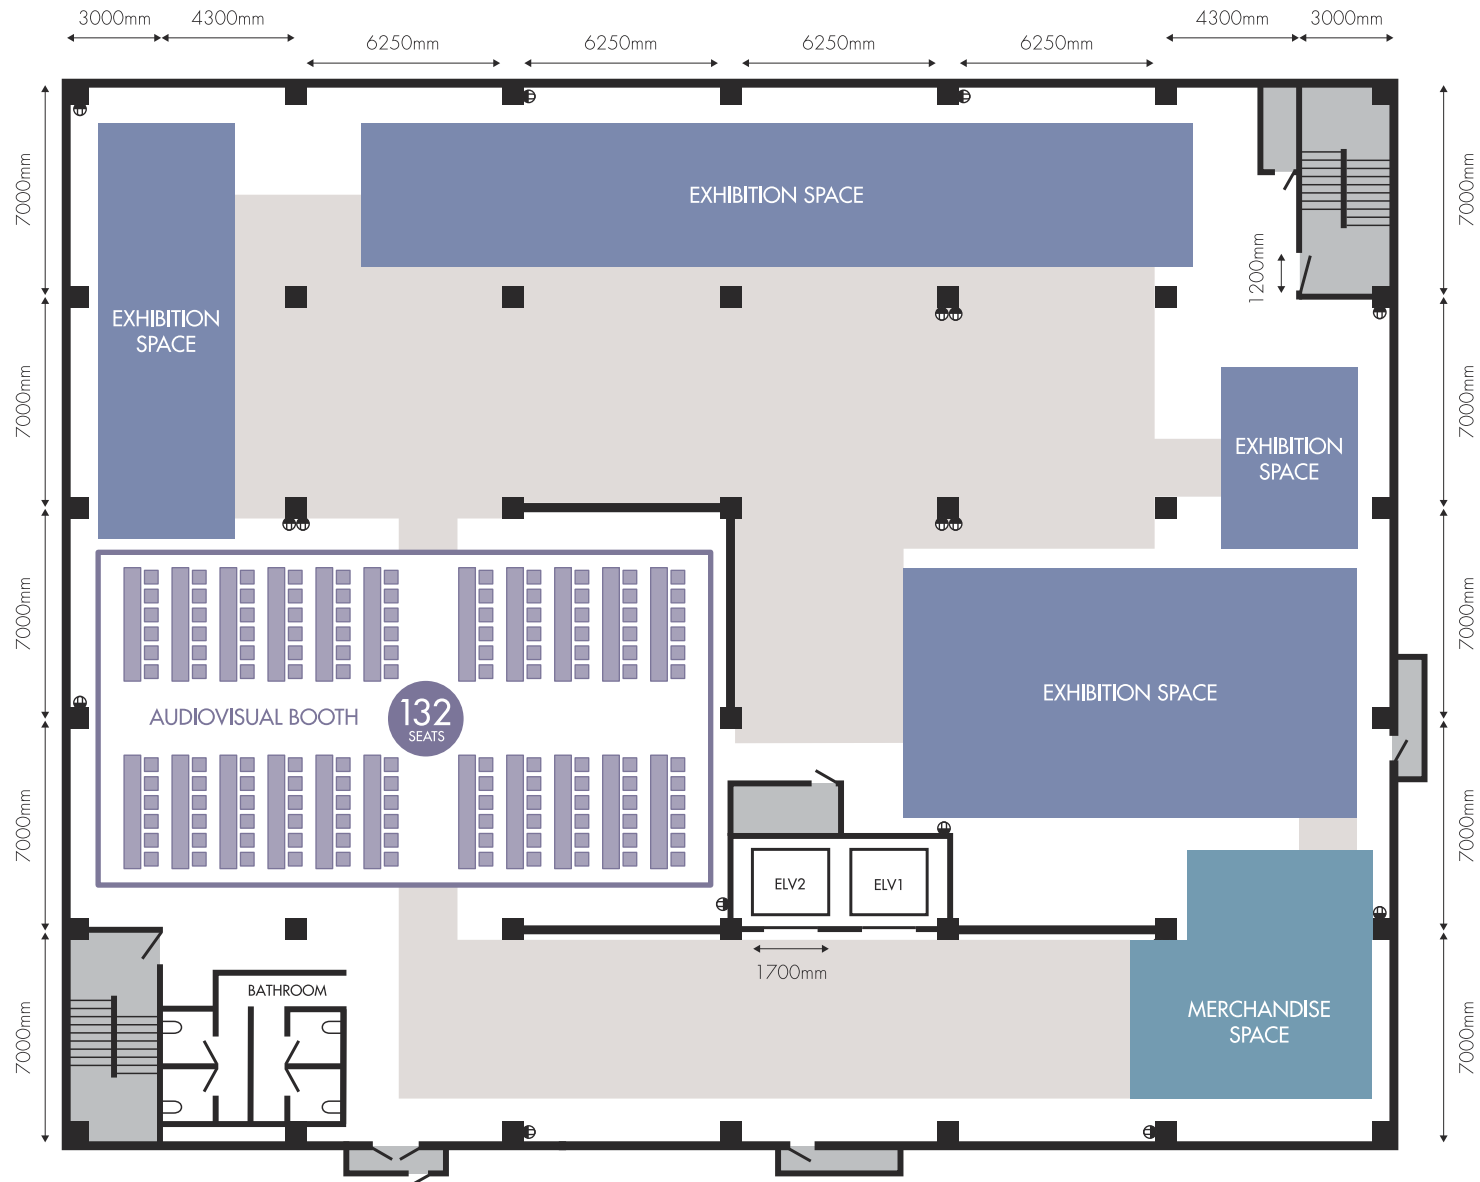 3000mm
4300mm
6250mm
6250mm
6250mm
6250mm
4300mm
3000mm
7000mm
7000mm
7000mm
7000mm
7000mm
EXHIBITION SPACE
1200mm
EXHIBITION
SPACE
EXHIBITION
SPACE
EXHIBITION SPACE
AUDIOVISUAL BOOTH
132
SEATS
ELV2
ELV1
1700mm
BATHROOM
MERCHANDISE
SPACE
7000mm
7000mm
7000mm
7000mm
7000mm